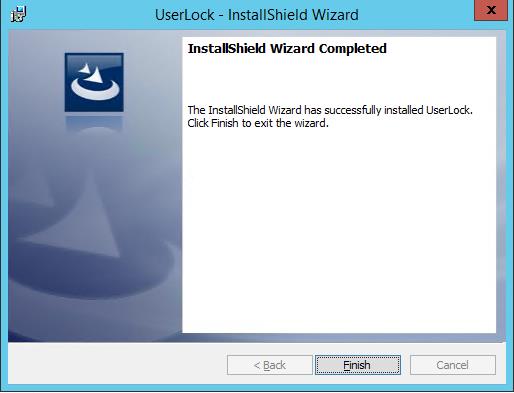 UserLock - InstallShield Wizard
x
InstallShield Wizard Completed
The InstallShield Wizard has successfully installed UserLock.
Click Finish to exit the wizard.
< Back
Finish
Cancel